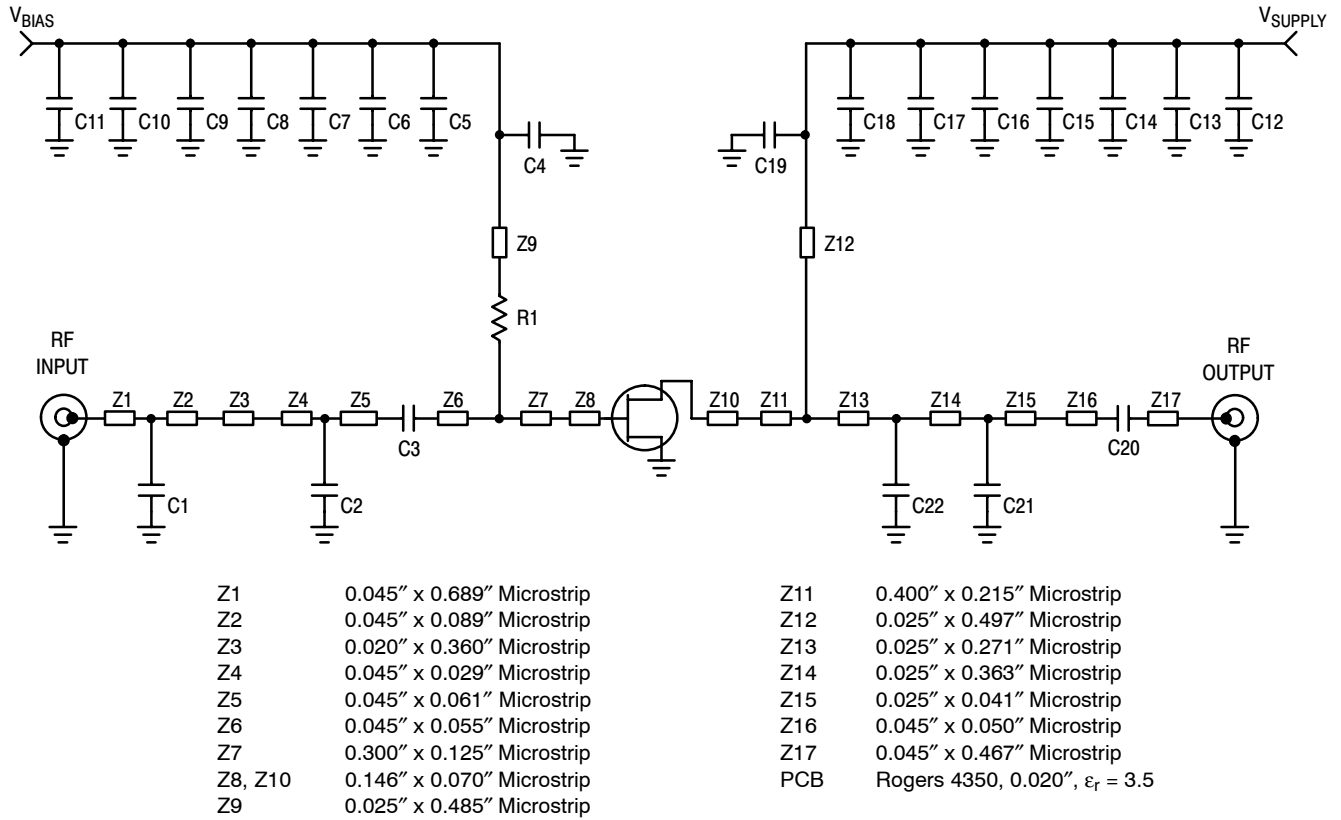 VBIAS
VSUPPLY
C11 C10 C9 C8 C7 C6 C5
C18 C17 C16 C15 C14 C13 C12
C4
C19
Z9
Z12
R1
RF
INPUT
RF
OUTPUT
Z1 Z2 Z3 Z4 Z5 Z6 Z7 Z8 Z10 Z11 Z13 Z14 Z15 Z16 Z17
C3
C20
C1
C2
C22
C21
Z1 0.045″ x 0.689″ Microstrip
Z2 0.045″ x 0.089″ Microstrip
Z3 0.020″ x 0.360″ Microstrip
Z4 0.045″ x 0.029″ Microstrip
Z5 0.045″ x 0.061″ Microstrip
Z6 0.045″ x 0.055″ Microstrip
Z7 0.300″ x 0.125″ Microstrip
Z8, Z10 0.146″ x 0.070″ Microstrip
Z9 0.025″ x 0.485″ Microstrip
Z11 0.400″ x 0.215″ Microstrip
Z12 0.025″ x 0.497″ Microstrip
Z13 0.025″ x 0.271″ Microstrip
Z14 0.025″ x 0.363″ Microstrip
Z15 0.025″ x 0.041″ Microstrip
Z16 0.045″ x 0.050″ Microstrip
Z17 0.045″ x 0.467″ Microstrip
PCB Rogers 4350, 0.020″, εr = 3.5